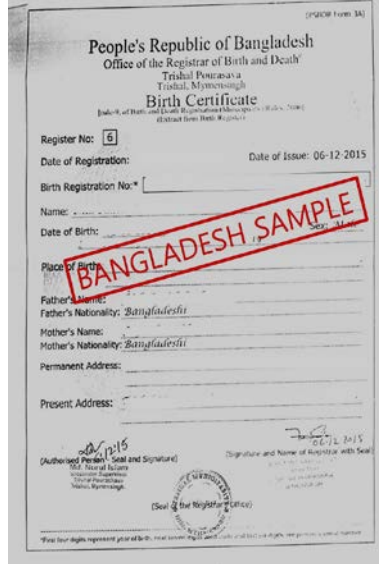 [PSBOR Form 3A]
People's Republic of Bangladesh
Office of the Registrar of Birth and Death
Trishal Pourasava
Trishal, Mymensingh
Birth Certificate
(Extract from Birth Register)
Register No: 6
Date of Registration:
Date of Issue: 06-12-2015
Birth Registration No:*
Name:
Date of Birth:
Sex: Male
BANGLADESH SAMPLE
Place of Birth:
Father's Name:
Father's Nationality: Bangladeshi
Mother's Name:
Mother's Nationality: Bangladeshi
Permanent Address:
Present Address:
06/12/2015
(Authorised Person Seal and Signature)
(Signature and Name of Registrar with Seal)
Md. Nurul Islam
(Seal of the Registrar Office)